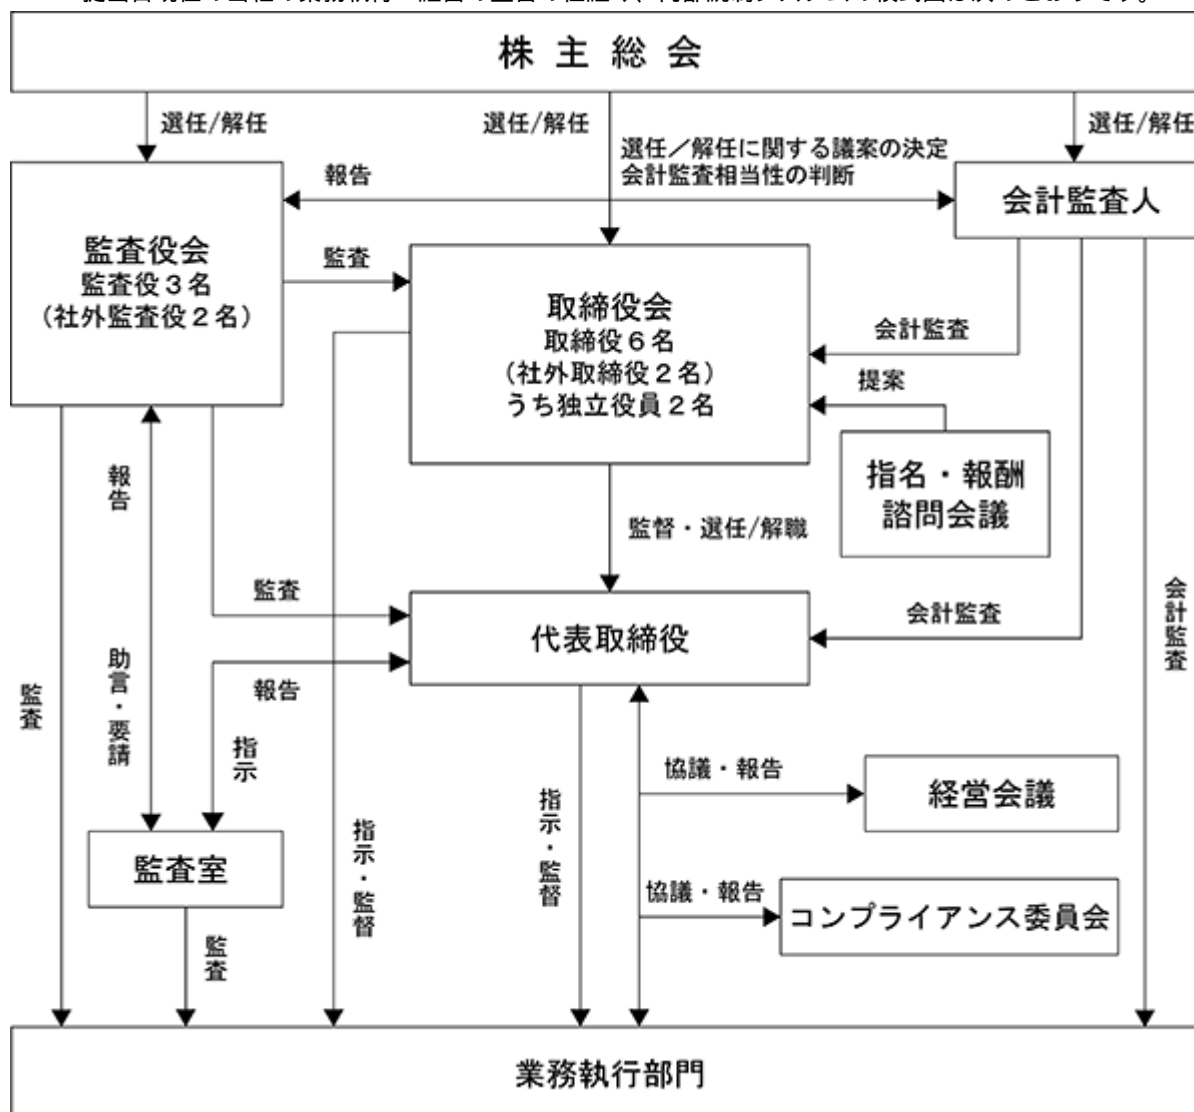 株 主 総 会
選任/解任
選任/解任
選任/解任
選任／解任に関する議案の決定
会計監査相当性の判断
報告
会計監査人
監査役会
監査役３名
（社外監査役２名）
監査
取締役会
取締役６名
（社外取締役２名）
うち独立役員２名
会計監査
提案
指名・報酬
諮問会議
報告
監督・選任/解職
監査
代表取締役
会計監査
会計監査
助言・要請
報告
監査
指示
協議・報告
経営会議
指示・監督
指示・監督
監査室
協議・報告
コンプライアンス委員会
監査
業務執行部門